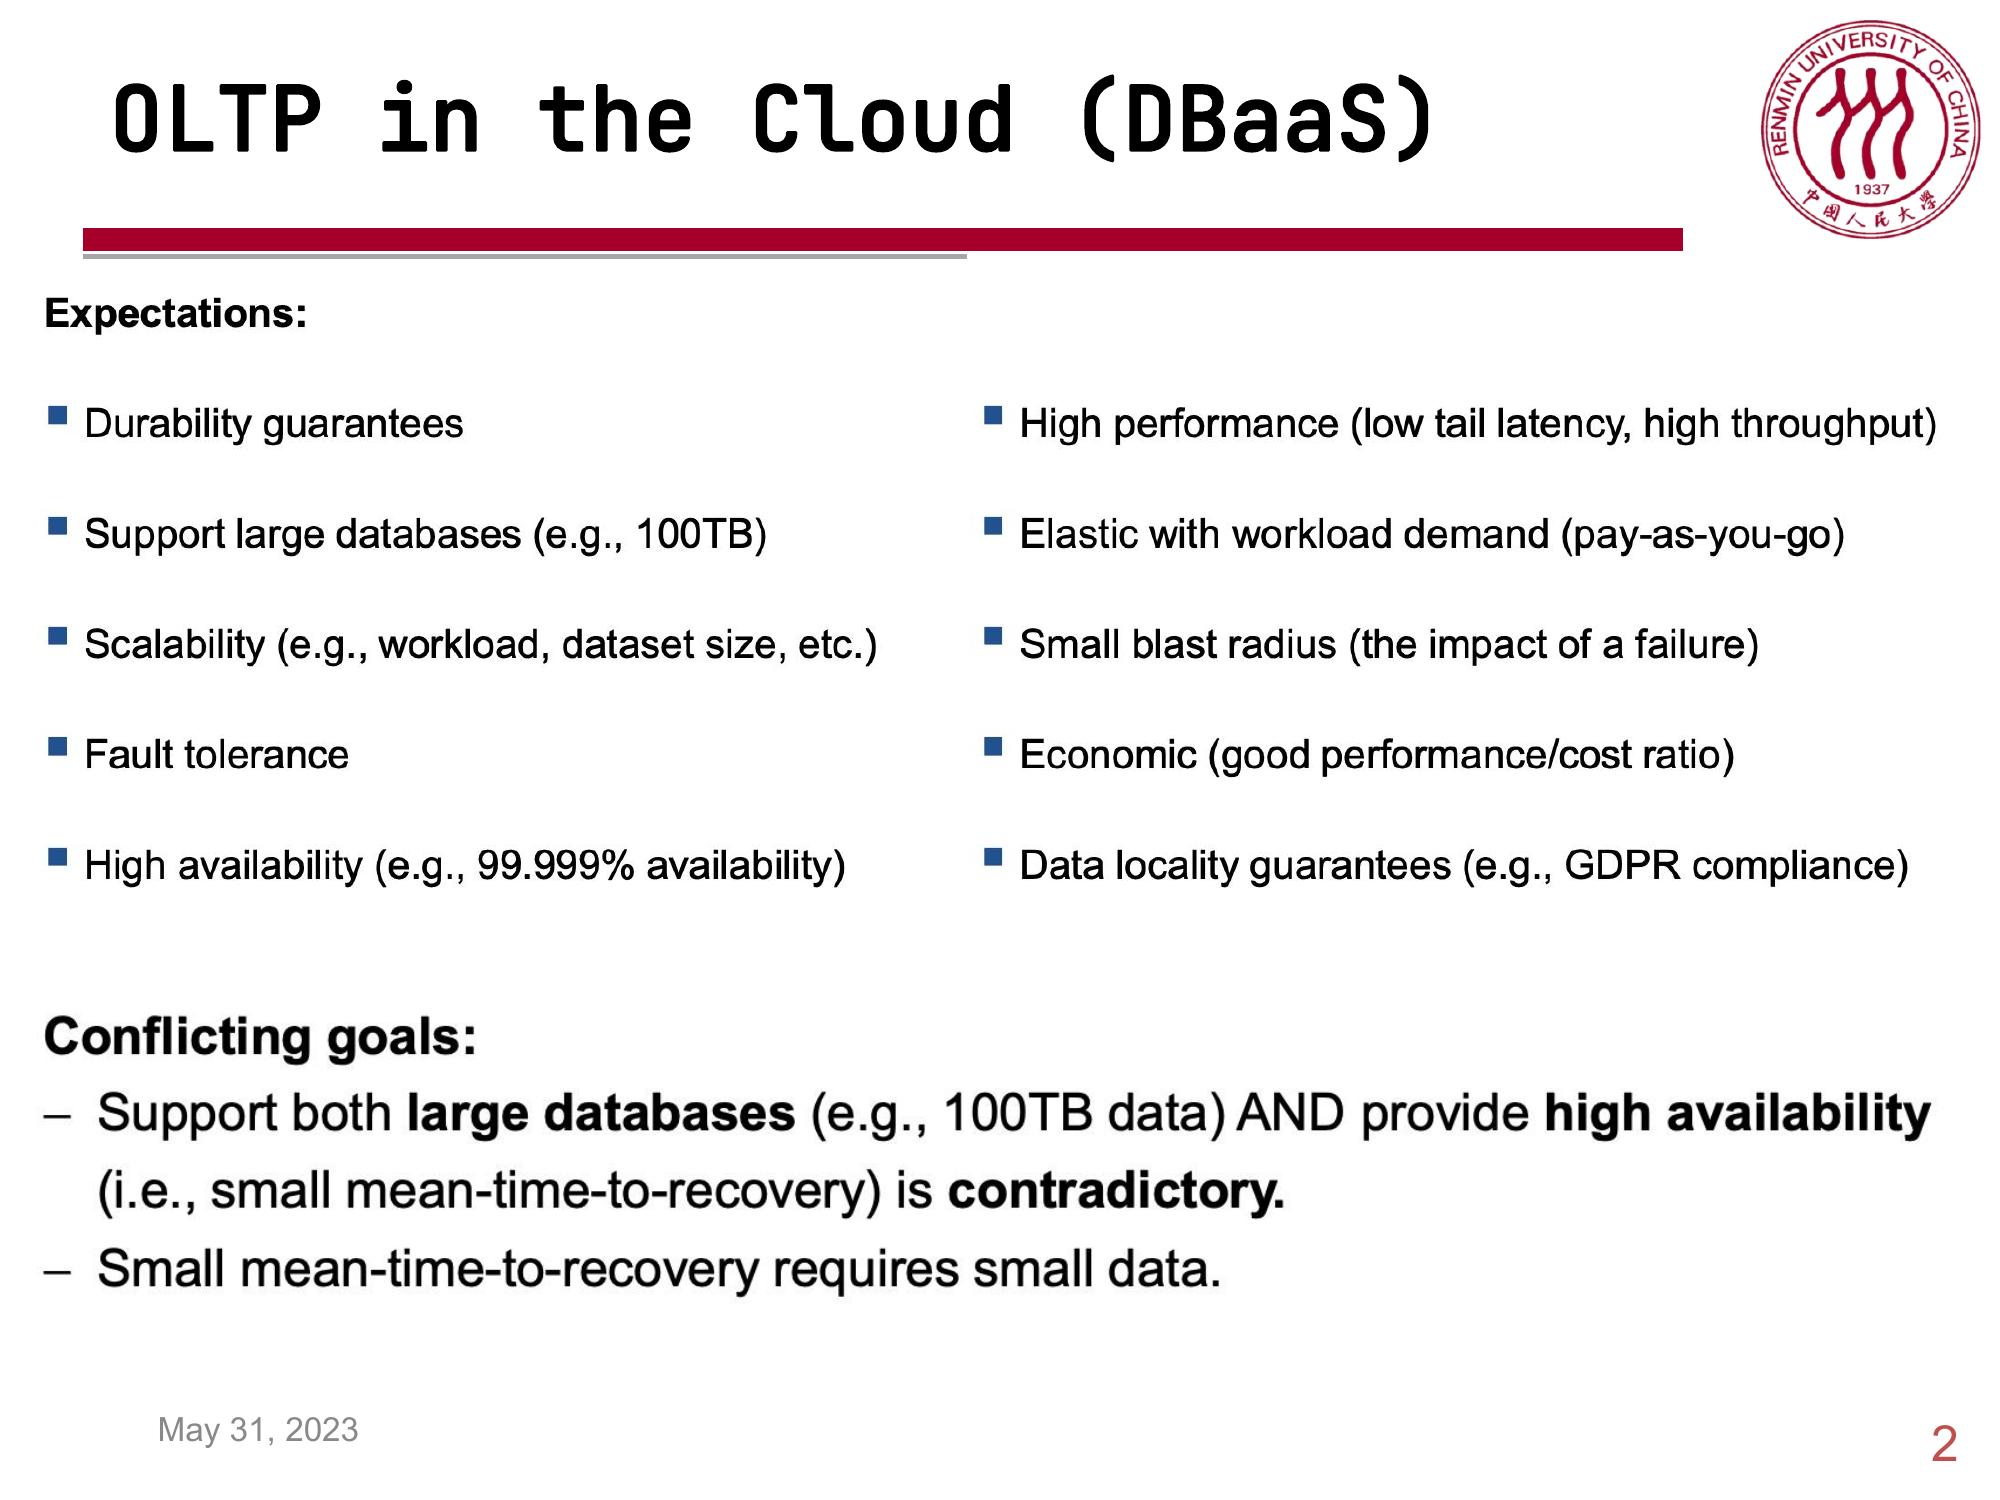 OLTP in the Cloud (DBaaS)
RENMIN UNIVERSITY OF CHINA
1937
中国人民大学
Expectations:
▪ Durability guarantees
▪ Support large databases (e.g., 100TB)
▪ Scalability (e.g., workload, dataset size, etc.)
▪ Fault tolerance
▪ High availability (e.g., 99.999% availability)
▪ High performance (low tail latency, high throughput)
▪ Elastic with workload demand (pay-as-you-go)
▪ Small blast radius (the impact of a failure)
▪ Economic (good performance/cost ratio)
▪ Data locality guarantees (e.g., GDPR compliance)
Conflicting goals:
– Support both large databases (e.g., 100TB data) AND provide high availability
(i.e., small mean-time-to-recovery) is contradictory.
– Small mean-time-to-recovery requires small data.
May 31, 2023
2